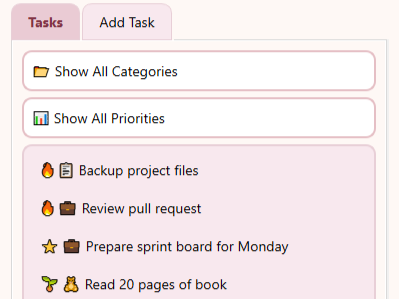 Tasks
Add Task
Show All Categories
Show All Priorities
Backup project files
Review pull request
Prepare sprint board for Monday
Read 20 pages of book